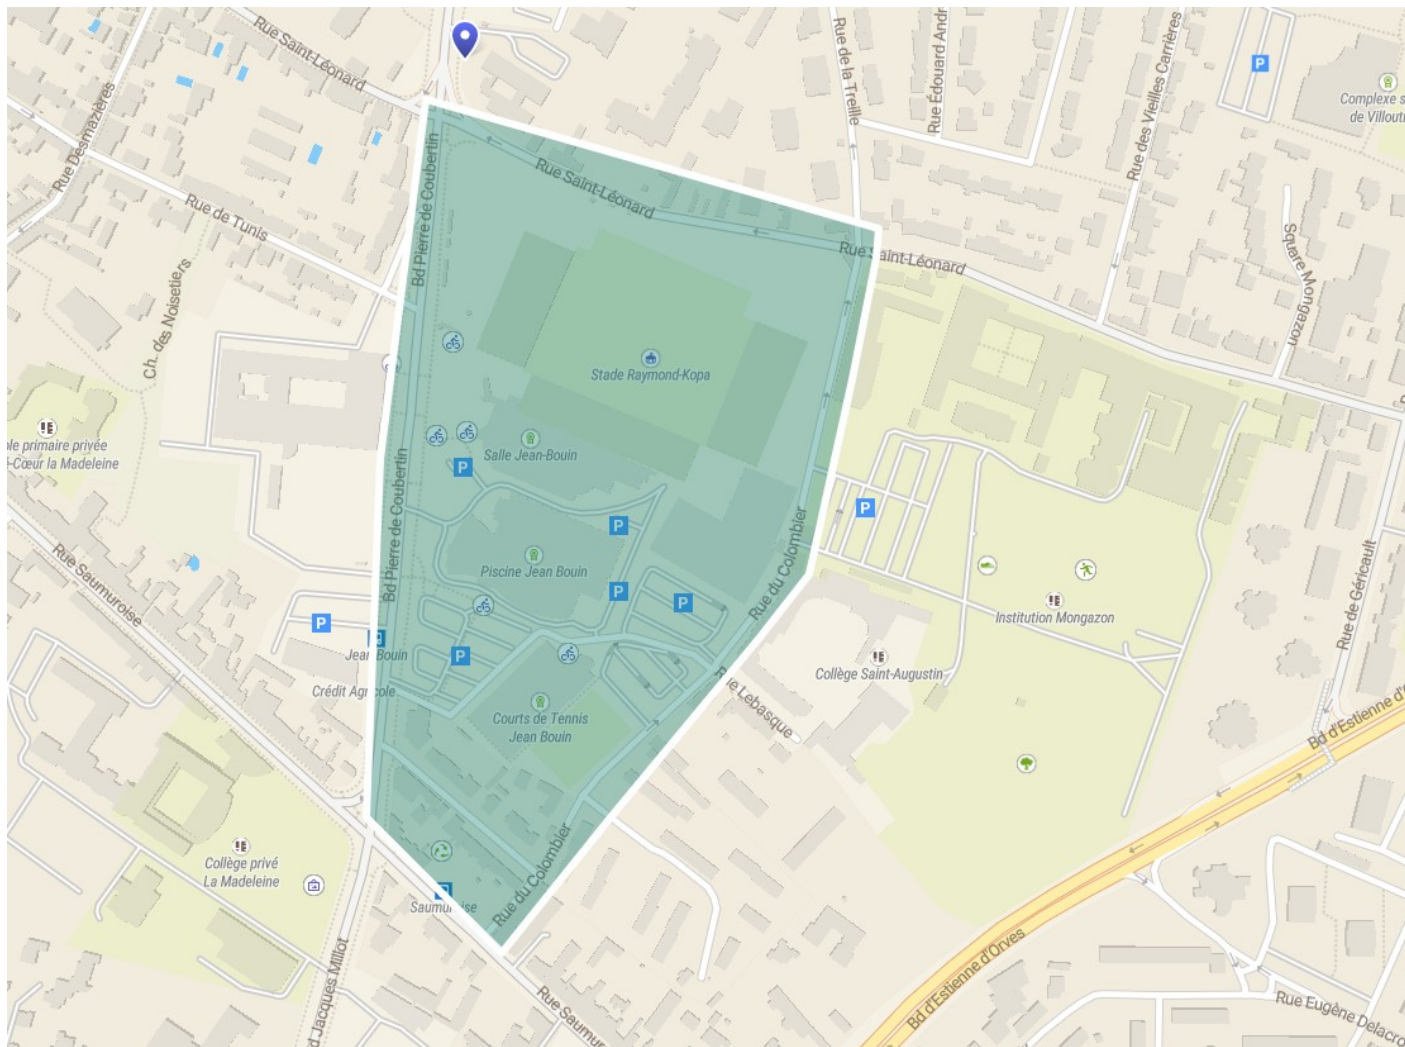 Rue Saint-Léonard
Rue de la Treille
Rue Édouard Andr
Rue des Veilles Carrières
P
Complexe s
de Villout
Rue Desmazières
Rue de Tunis
Bd Pierre de Coubertin
Rue Saint-Léonard
Rue Saint-Léonard
Square Mongazon
Ch. des Noisetiers
Stade Raymond-Kopa
ole primaire privée
-Cœur la Madeleine
Salle Jean-Bouin
P
P
P
Bd Pierre de Coubertin
Rue du Colombier
Piscine Jean Bouin
Rue Saumuroise
P
P
P
P
Jean Bouin
Institution Mongazon
Rue de Géricault
Collège Saint-Augustin
Crédit Agricole
Rue Lebasque
Courts de Tennis
Jean Bouin
Bd d'Estienne d'O
Collège privé
La Madeleine
Rue du Colombier
Saumuroise
Jacques Millot
Rue Saumur
Bd d'Estienne d'Orves
Rue Eugène Delacro